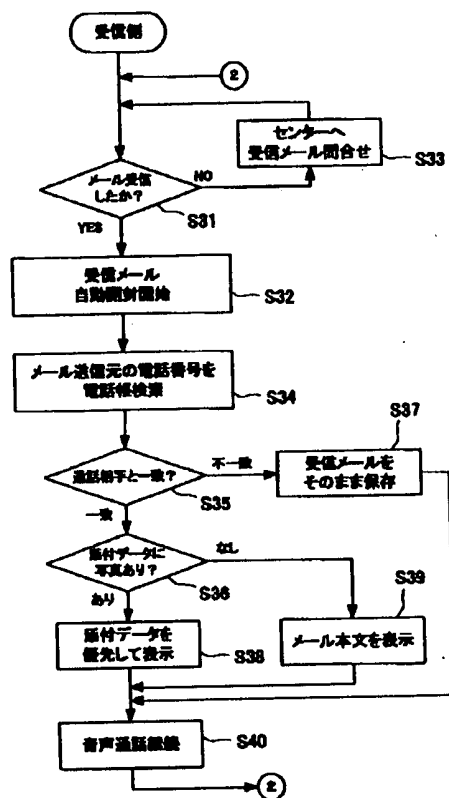 受信側
2
センターへ
受信メール問合せ
S33
メール受信
したか？
NO
S31
YES
受信メール
自動開封開始
S32
メール送信元の電話番号を
電話帳検索
S34
S37
通話相手と一致？
不一致
受信メールを
そのまま保存
S35
一致
添付データに
写真あり？
なし
S36
S39
あり
添付データを
優先して表示
S38
メール本文を表示
音声通話継続
S40
2